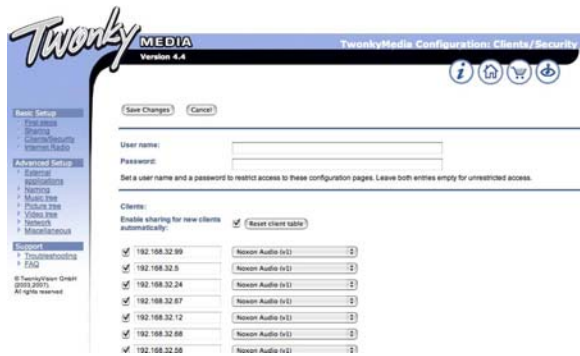 Twonky MEDIA
Version 4.4
TwonkyMedia Configuration: Clients/Security
Basic Setup
First steps
Sharing
Clients/Security
Internet Radio
Advanced Setup
External applications
Naming
Music tree
Picture tree
Video tree
Network
Miscellaneous
Support
Troubleshooting
FAQ
© TwonkyVision GmbH
(2003,2007).
All rights reserved.
Save Changes Cancel
User name:
Password:
Set a user name and a password to restrict access to these configuration pages. Leave both entries empty for unrestricted access.
Clients:
Enable sharing for new clients
automatically:
Reset client table
192.168.32.99 Noxon Audio (v1)
192.168.32.5 Noxon Audio (v1)
192.168.32.24 Noxon Audio (v1)
192.168.32.67 Noxon Audio (v1)
192.168.32.12 Noxon Audio (v1)
192.168.32.68 Noxon Audio (v1)
192.168.32.58 Noxon Audio (v1)